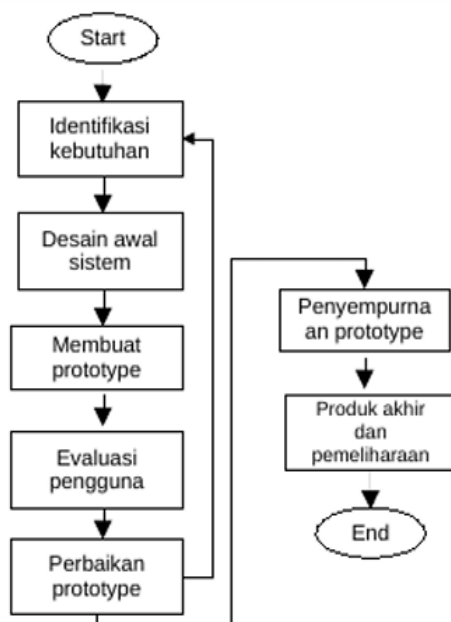 Start
Identifikasi
kebutuhan
Desain awal
sistem
Membuat
prototype
Evaluasi
pengguna
Perbaikan
prototype
Penyempurna
an prototype
Produk akhir
dan
pemeliharaan
End